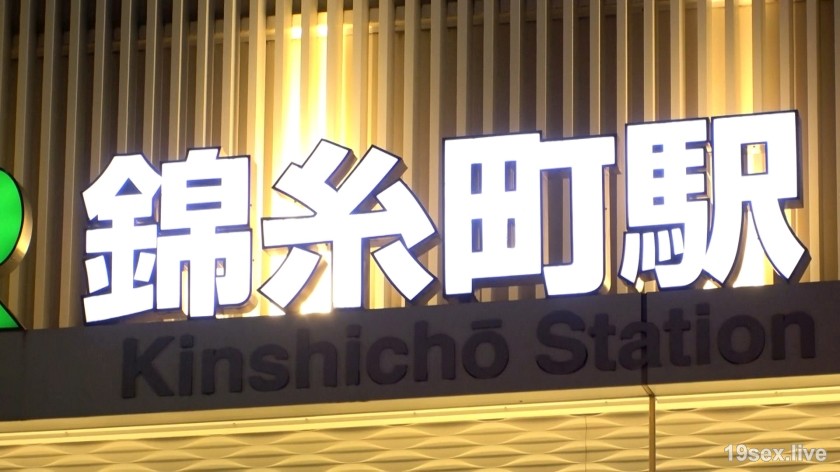 錦糸町駅
Kinshichō Station
19sex.live